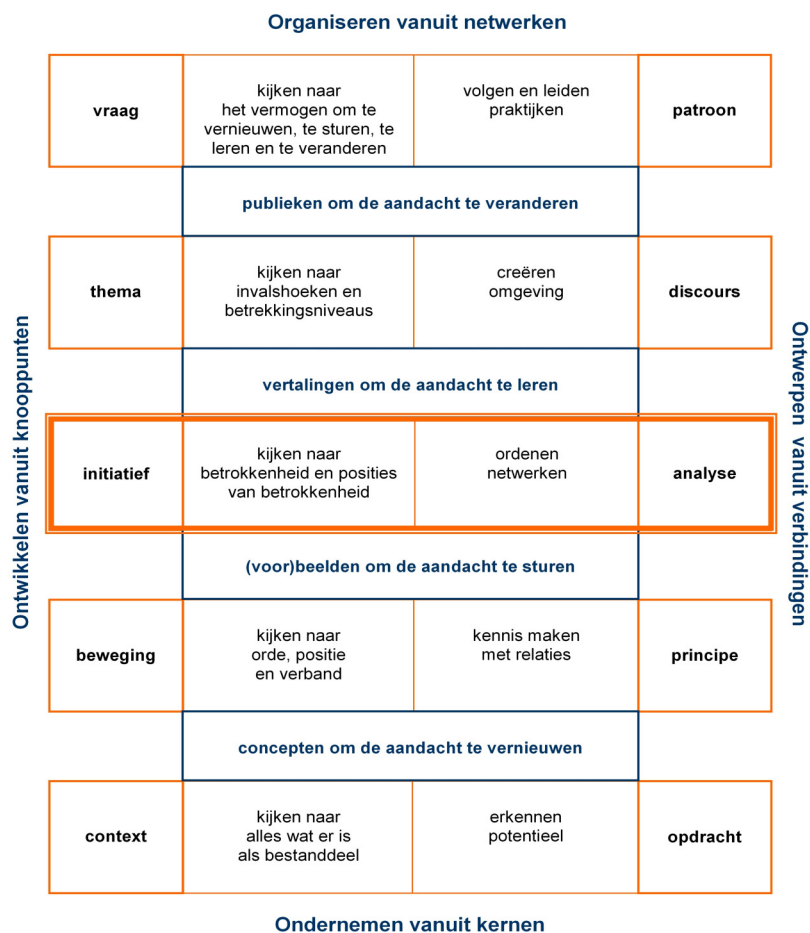 Organiseren vanuit netwerken
vraag
kijken naar
het vermogen om te
vernieuwen, te sturen, te
leren en te veranderen
volgen en leiden
praktijken
patroon
publieken om de aandacht te veranderen
thema
kijken naar
invalshoeken en
betrekkingsniveaus
creëren
omgeving
discours
vertalingen om de aandacht te leren
initiatief
kijken naar
betrokkenheid en posities
van betrokkenheid
ordenen
netwerken
analyse
(voor)beelden om de aandacht te sturen
beweging
kijken naar
orde, positie
en verband
kennis maken
met relaties
principe
concepten om de aandacht te vernieuwen
context
kijken naar
alles wat er is
als bestanddeel
erkennen
potentieel
opdracht
Ondernemen vanuit kernen
Ontwikkelen vanuit knooppunten
Ontwerpen vanuit verbindingen